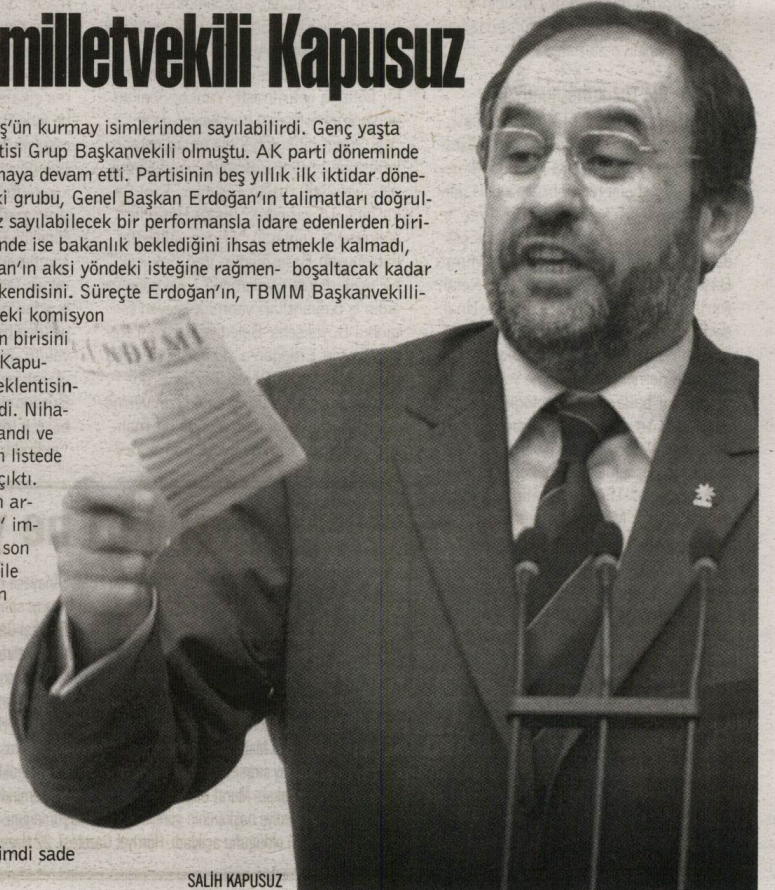 milletvekili Kapusuz
ş'ün kurmay isimlerinden sayılabilirdi. Genç yaşta
tisi Grup Başkanvekili olmuştu. AK parti döneminde
naya devam etti. Partisinin beş yıllık ilk iktidar döne-
ki grubu, Genel Başkan Erdoğan'ın talimatları doğrul-
z sayılabilecek bir performansla idare edenlerden biri-
nde ise bakanlık beklediğini ihsas etmekle kalmadı,
an'ın aksi yöndeki isteğine rağmen- boşaltacak kadar
kendisini. Süreçte Erdoğan'ın, TBMM Başkanvekilli-
eki komisyon
n birisini
Kapu-
eklentisin-
di. Niha-
andı ve
n listede
çıktı.
n ar-
' im-
son
ile
n
imdi sade
SALİH KAPUSUZ
GÜNDEMİ